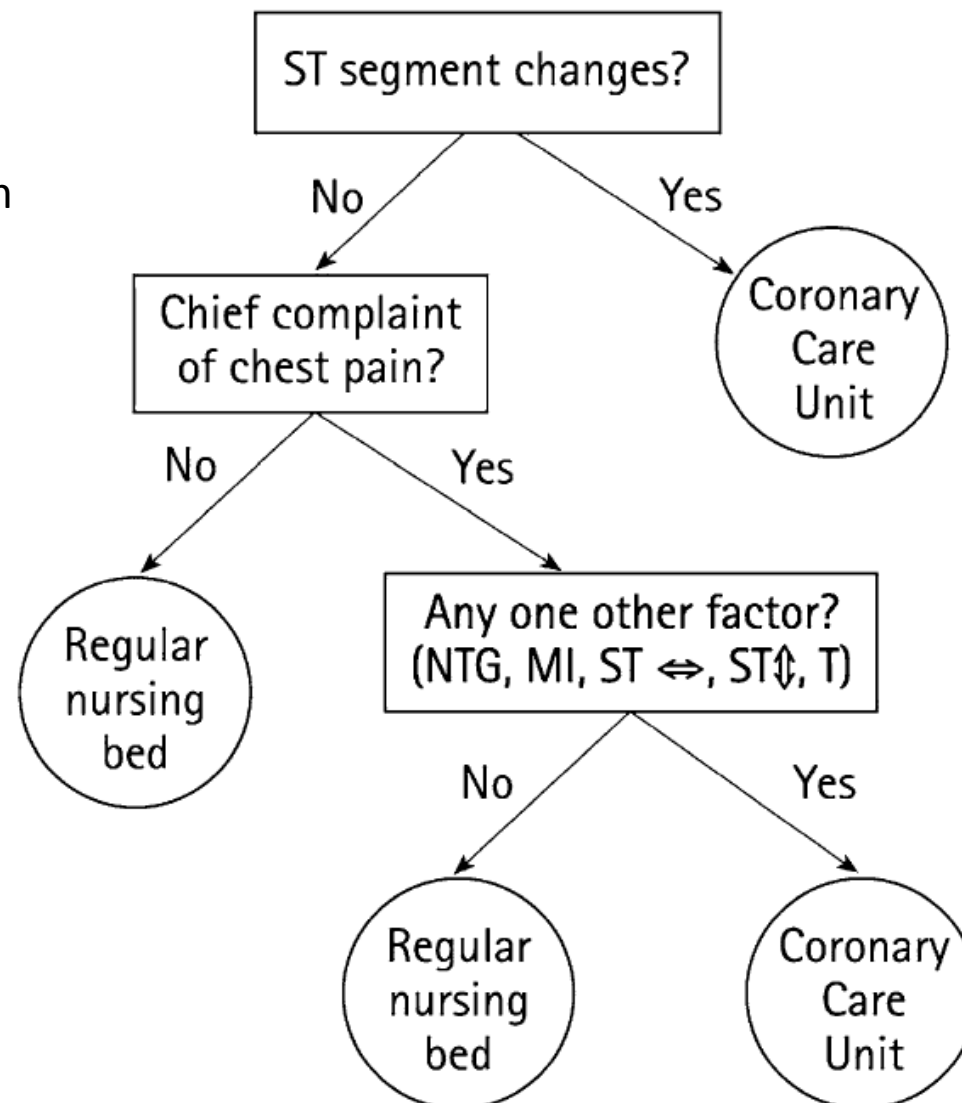 ST segment changes?
n
No
Yes
Chief complaint
of chest pain?
Coronary
Care
Unit
No
Yes
Regular
nursing
bed
Any one other factor?
(NTG, MI, ST ⇔, ST⇕, T)
No
Yes
Regular
nursing
bed
Coronary
Care
Unit